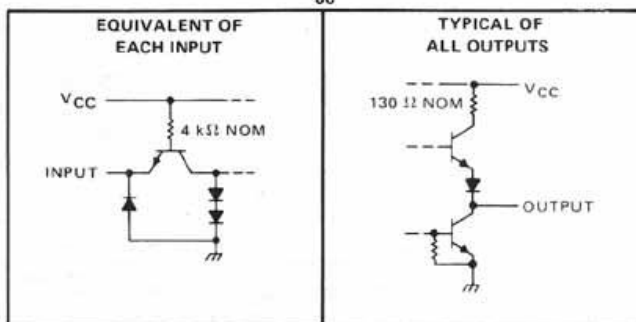 EQUIVALENT OF
EACH INPUT
VCC
4 kΩ NOM
INPUT
TYPICAL OF
ALL OUTPUTS
VCC
130 Ω NOM
OUTPUT